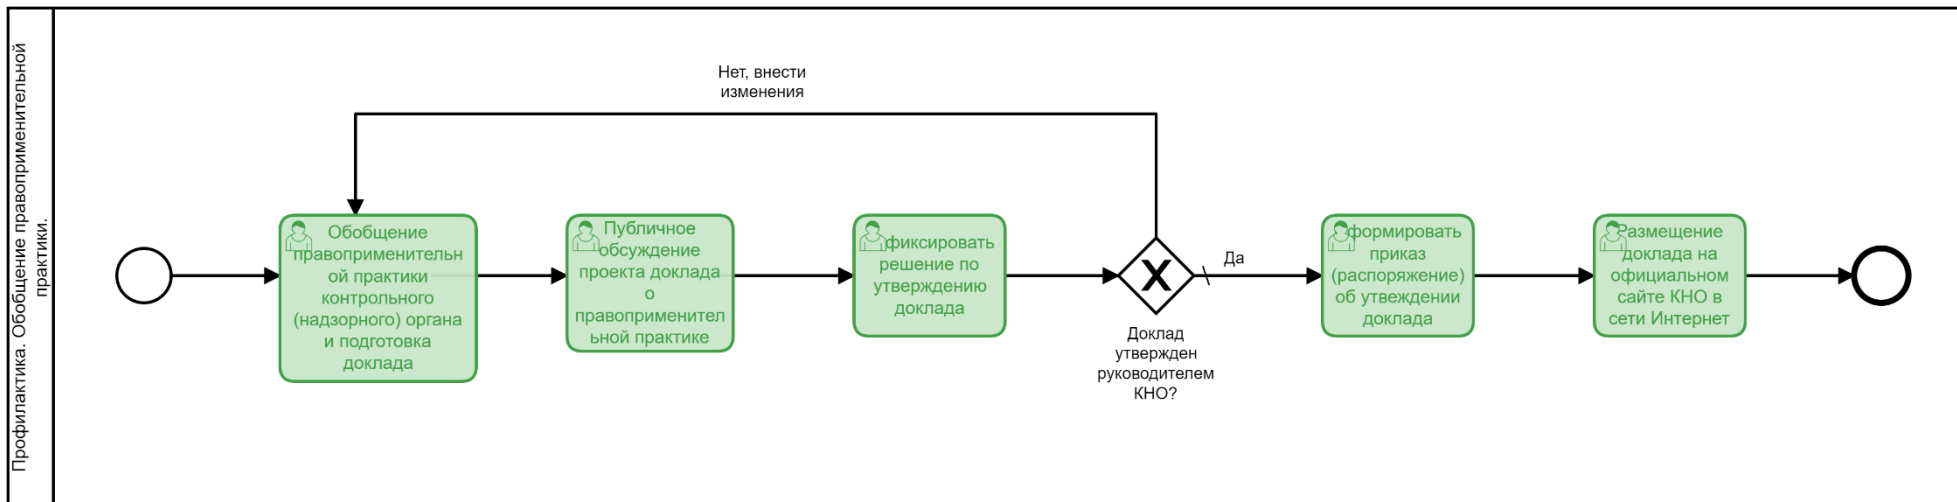 Профилактика. Обобщение правоприменительной
практики.
Нет, внести
изменения
Обобщение
правоприменительн
ой практики
контрольного
(надзорного) органа
и подготовка
доклада
Публичное
обсуждение
проекта доклада
о
правоприменител
ьной практике
фиксировать
решение по
утверждению
доклада
Доклад
утвержден
руководителем
КНО?
Да
формировать
приказ
(распоряжение)
об утвеждении
доклада
Размещение
доклада на
официальном
сайте КНО в
сети Интернет